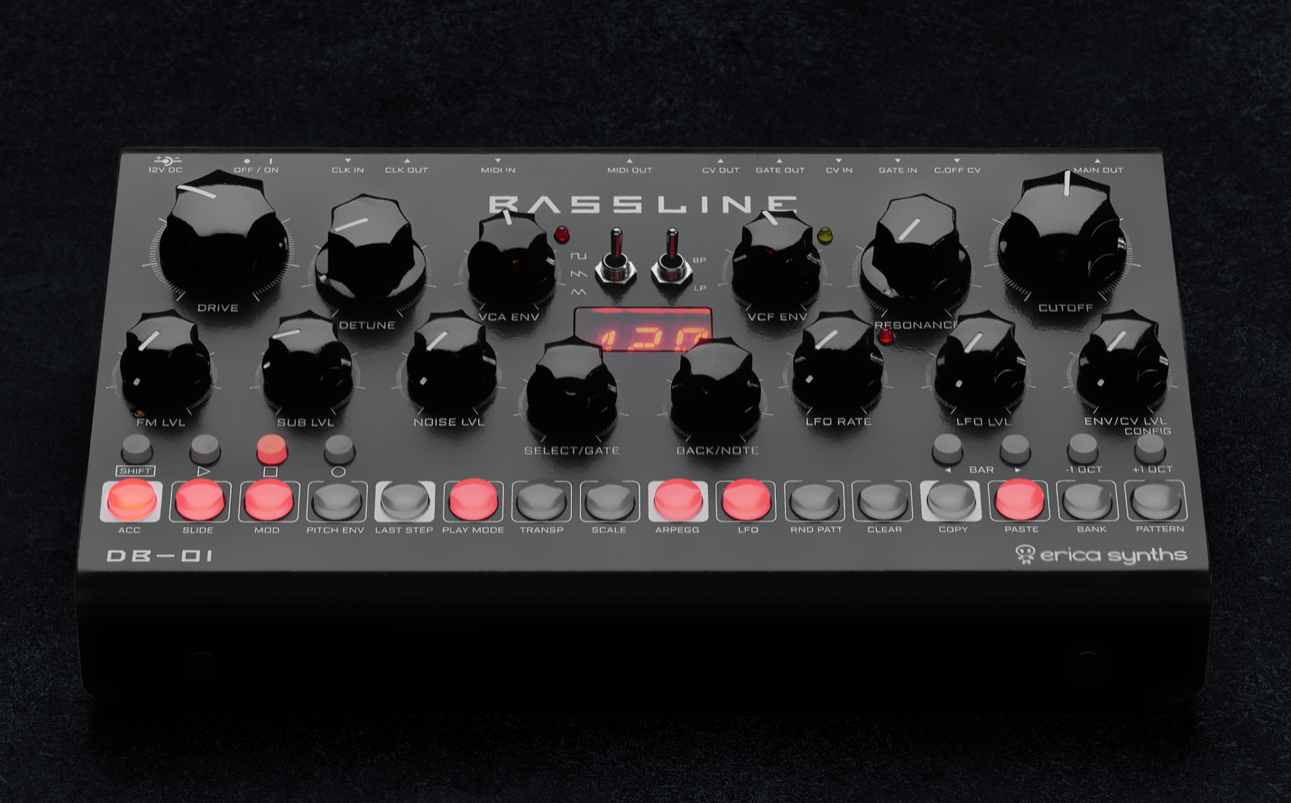 12V DC OFF / ON CLK IN CLK OUT MIDI IN MIDI OUT CV OUT GATE OUT CV IN GATE IN C.OFF CV MAIN OUT
BASSLINE
BP
LP
DRIVE DETUNE VCA ENV VCF ENV RESONANCE CUTOFF
120
FM LVL SUB LVL NOISE LVL LFO RATE LFO LVL ENV/CV LVL
CONFIG
SELECT/GATE BACK/NOTE
SHIFT BAR -1 OCT +1 OCT
ACC SLIDE MOD PITCH ENV LAST STEP PLAY MODE TRANSP SCALE ARPEGG LFO RND PATT CLEAR COPY PASTE BANK PATTERN
DB-01 erica synths